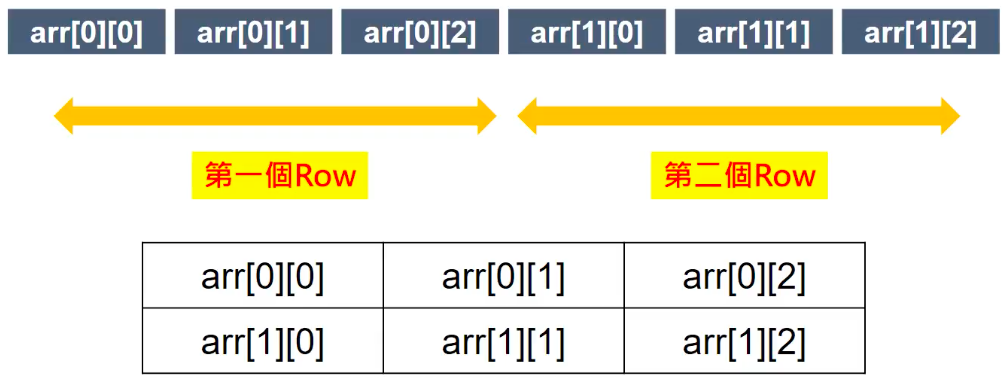 arr[0][0] arr[0][1] arr[0][2] arr[1][0] arr[1][1] arr[1][2]
第一個Row 第二個Row
arr[0][0] arr[0][1] arr[0][2]
arr[1][0] arr[1][1] arr[1][2]